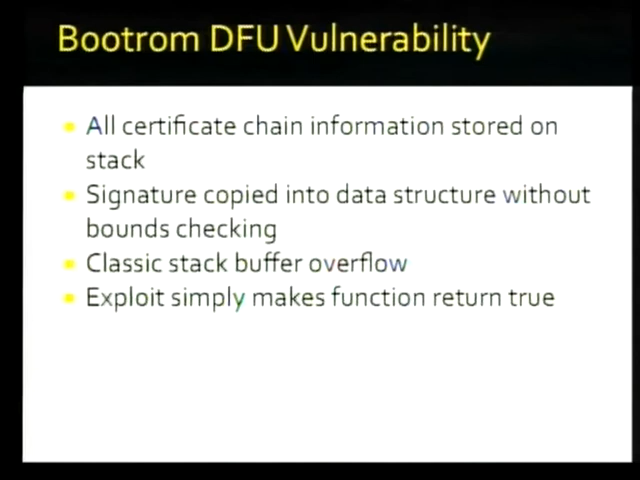 Bootrom DFU Vulnerability
All certificate chain information stored on
stack
Signature copied into data structure without
bounds checking
Classic stack buffer overflow
Exploit simply makes function return true